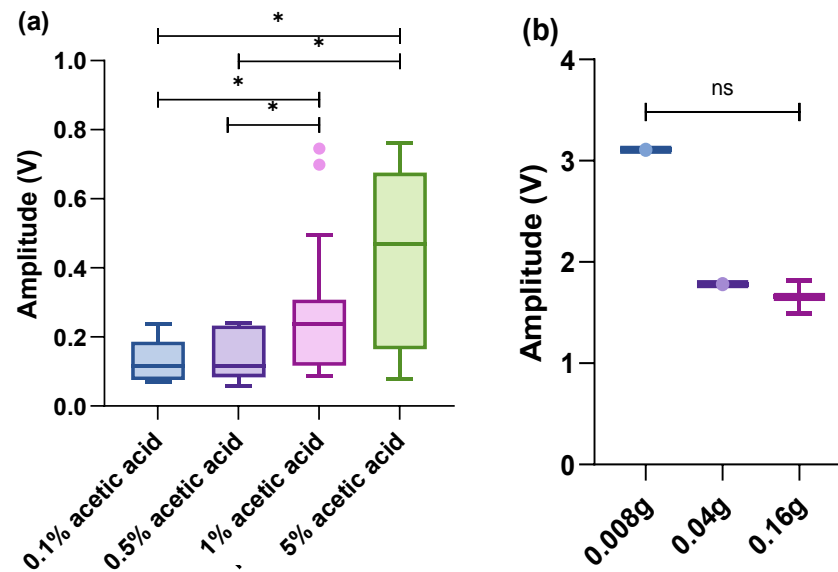 (a)
Amplitude (V)
1.0
0.8
0.6
0.4
0.2
0.0
*
*
*
*
0.1% acetic acid
0.5% acetic acid
1% acetic acid
5% acetic acid
(b)
Amplitude (V)
4
3
2
1
0
ns
0.008g
0.04g
0.16g